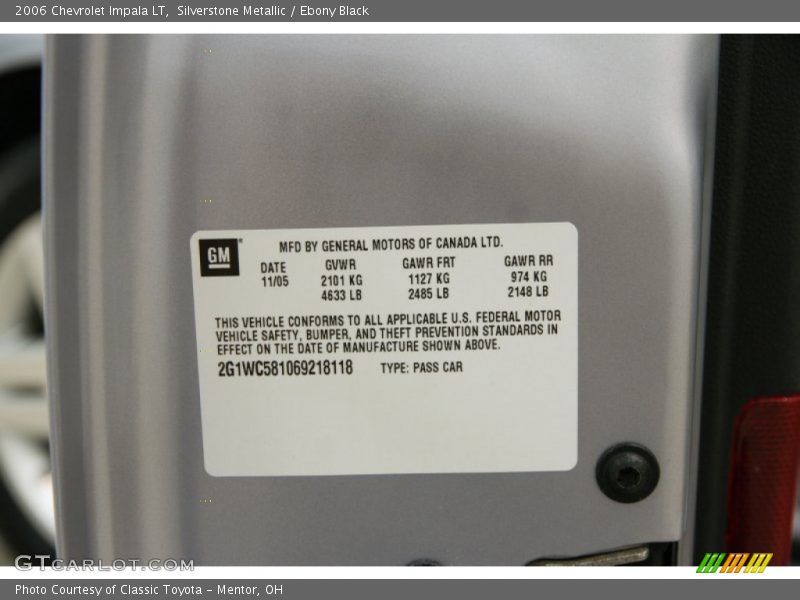 2006 Chevrolet Impala LT, Silverstone Metallic / Ebony Black
GM
MFD BY GENERAL MOTORS OF CANADA LTD.
DATE GVWR GAWR FRT GAWR RR
11/05 2101 KG 1127 KG 974 KG
4633 LB 2485 LB 2148 LB
THIS VEHICLE CONFORMS TO ALL APPLICABLE U.S. FEDERAL MOTOR
VEHICLE SAFETY, BUMPER, AND THEFT PREVENTION STANDARDS IN
EFFECT ON THE DATE OF MANUFACTURE SHOWN ABOVE.
2G1WC581069218118 TYPE: PASS CAR
GTCARLOT.COM
Photo Courtesy of Classic Toyota - Mentor, OH